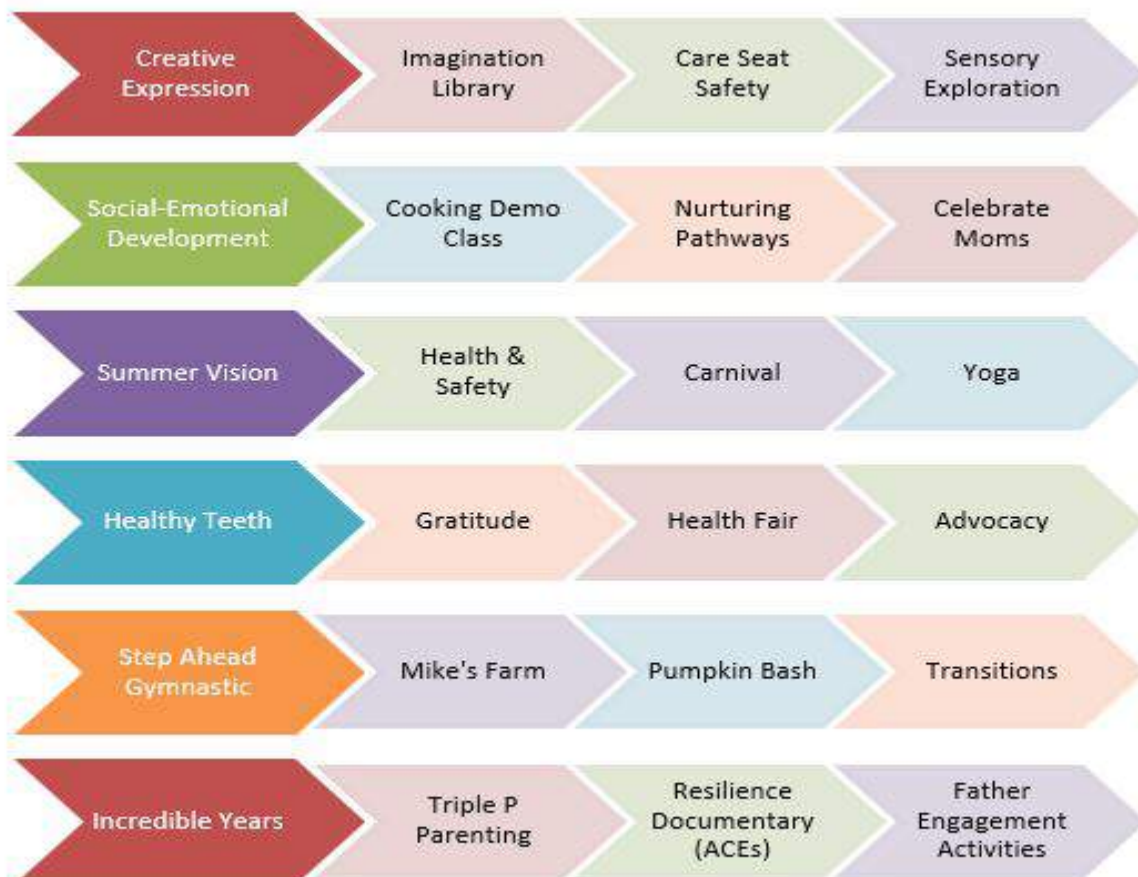 Creative
Expression
Imagination
Library
Care Seat
Safety
Sensory
Exploration
Social-Emotional
Development
Cooking Demo
Class
Nurturing
Pathways
Celebrate
Moms
Summer Vision
Health &
Safety
Carnival
Yoga
Healthy Teeth
Gratitude
Health Fair
Advocacy
Step Ahead
Gymnastic
Mike's Farm
Pumpkin Bash
Transitions
Incredible Years
Triple P
Parenting
Resilience
Documentary
(ACEs)
Father
Engagement
Activities